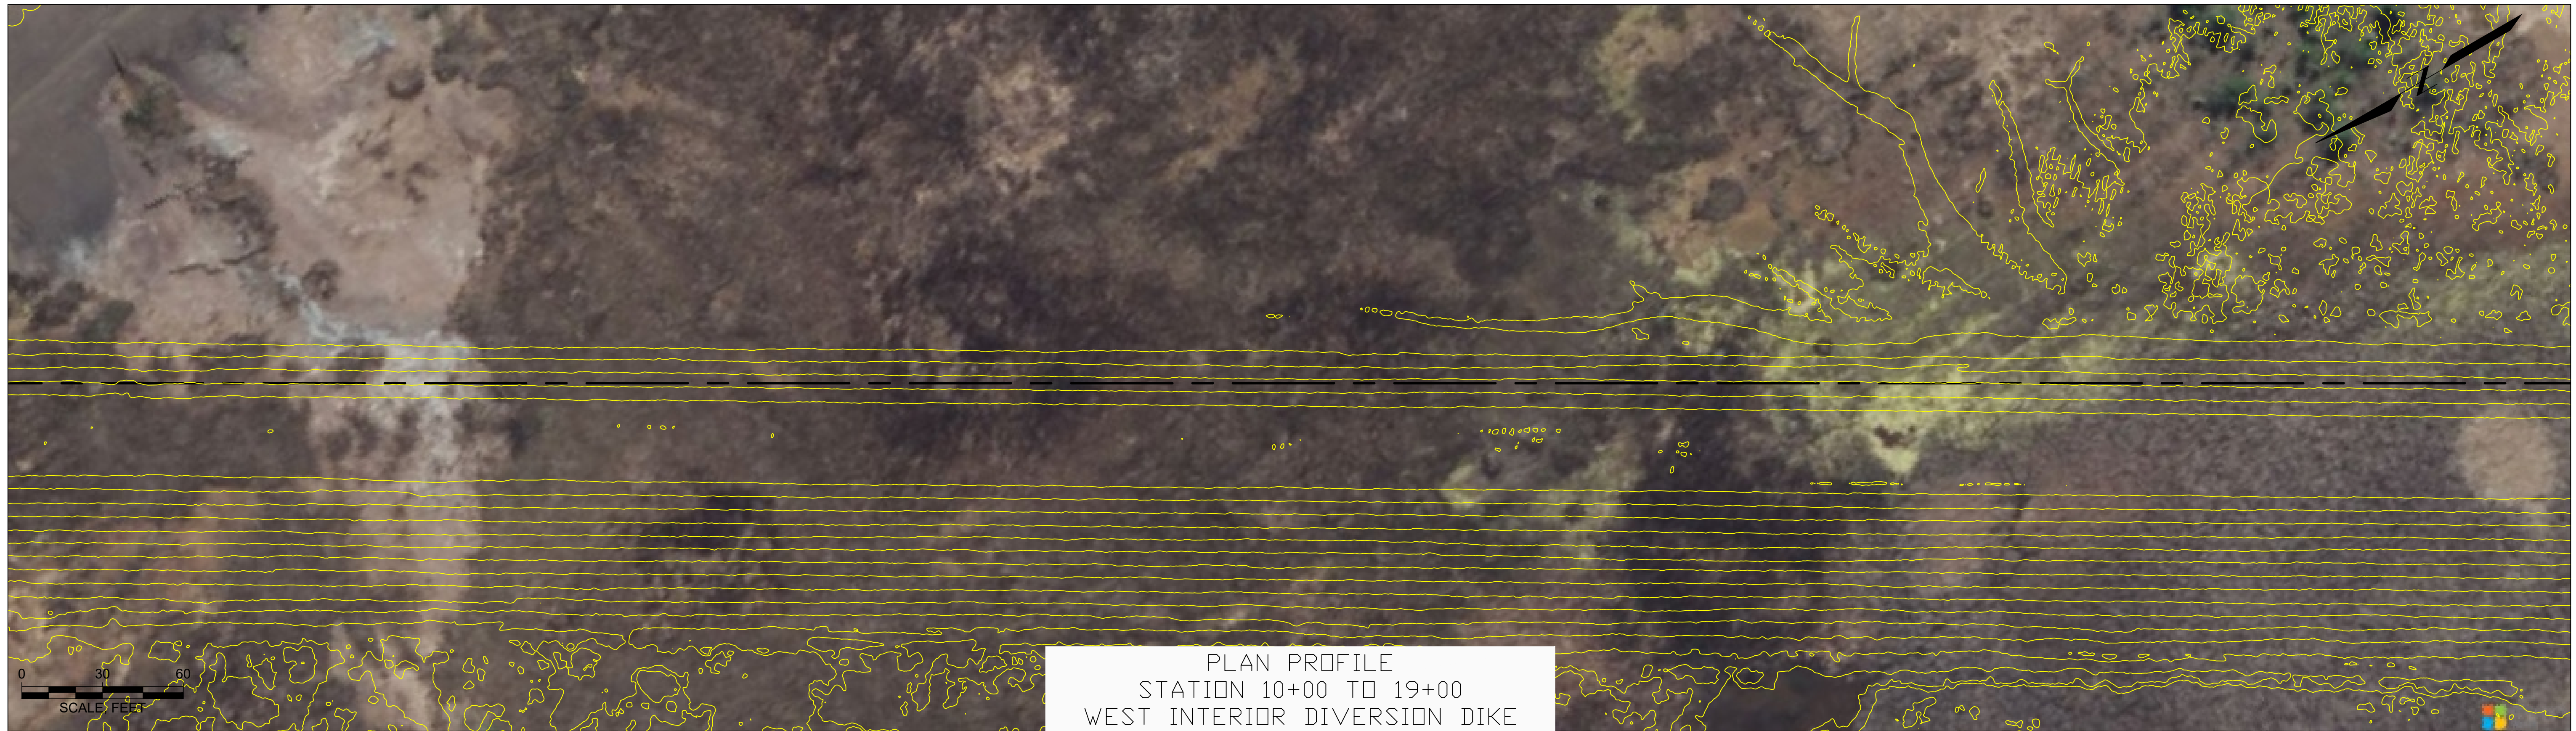 0 30 60
SCALE FEET
PLAN PROFILE
STATION 10+00 TO 19+00
WEST INTERIOR DIVERSION DIKE